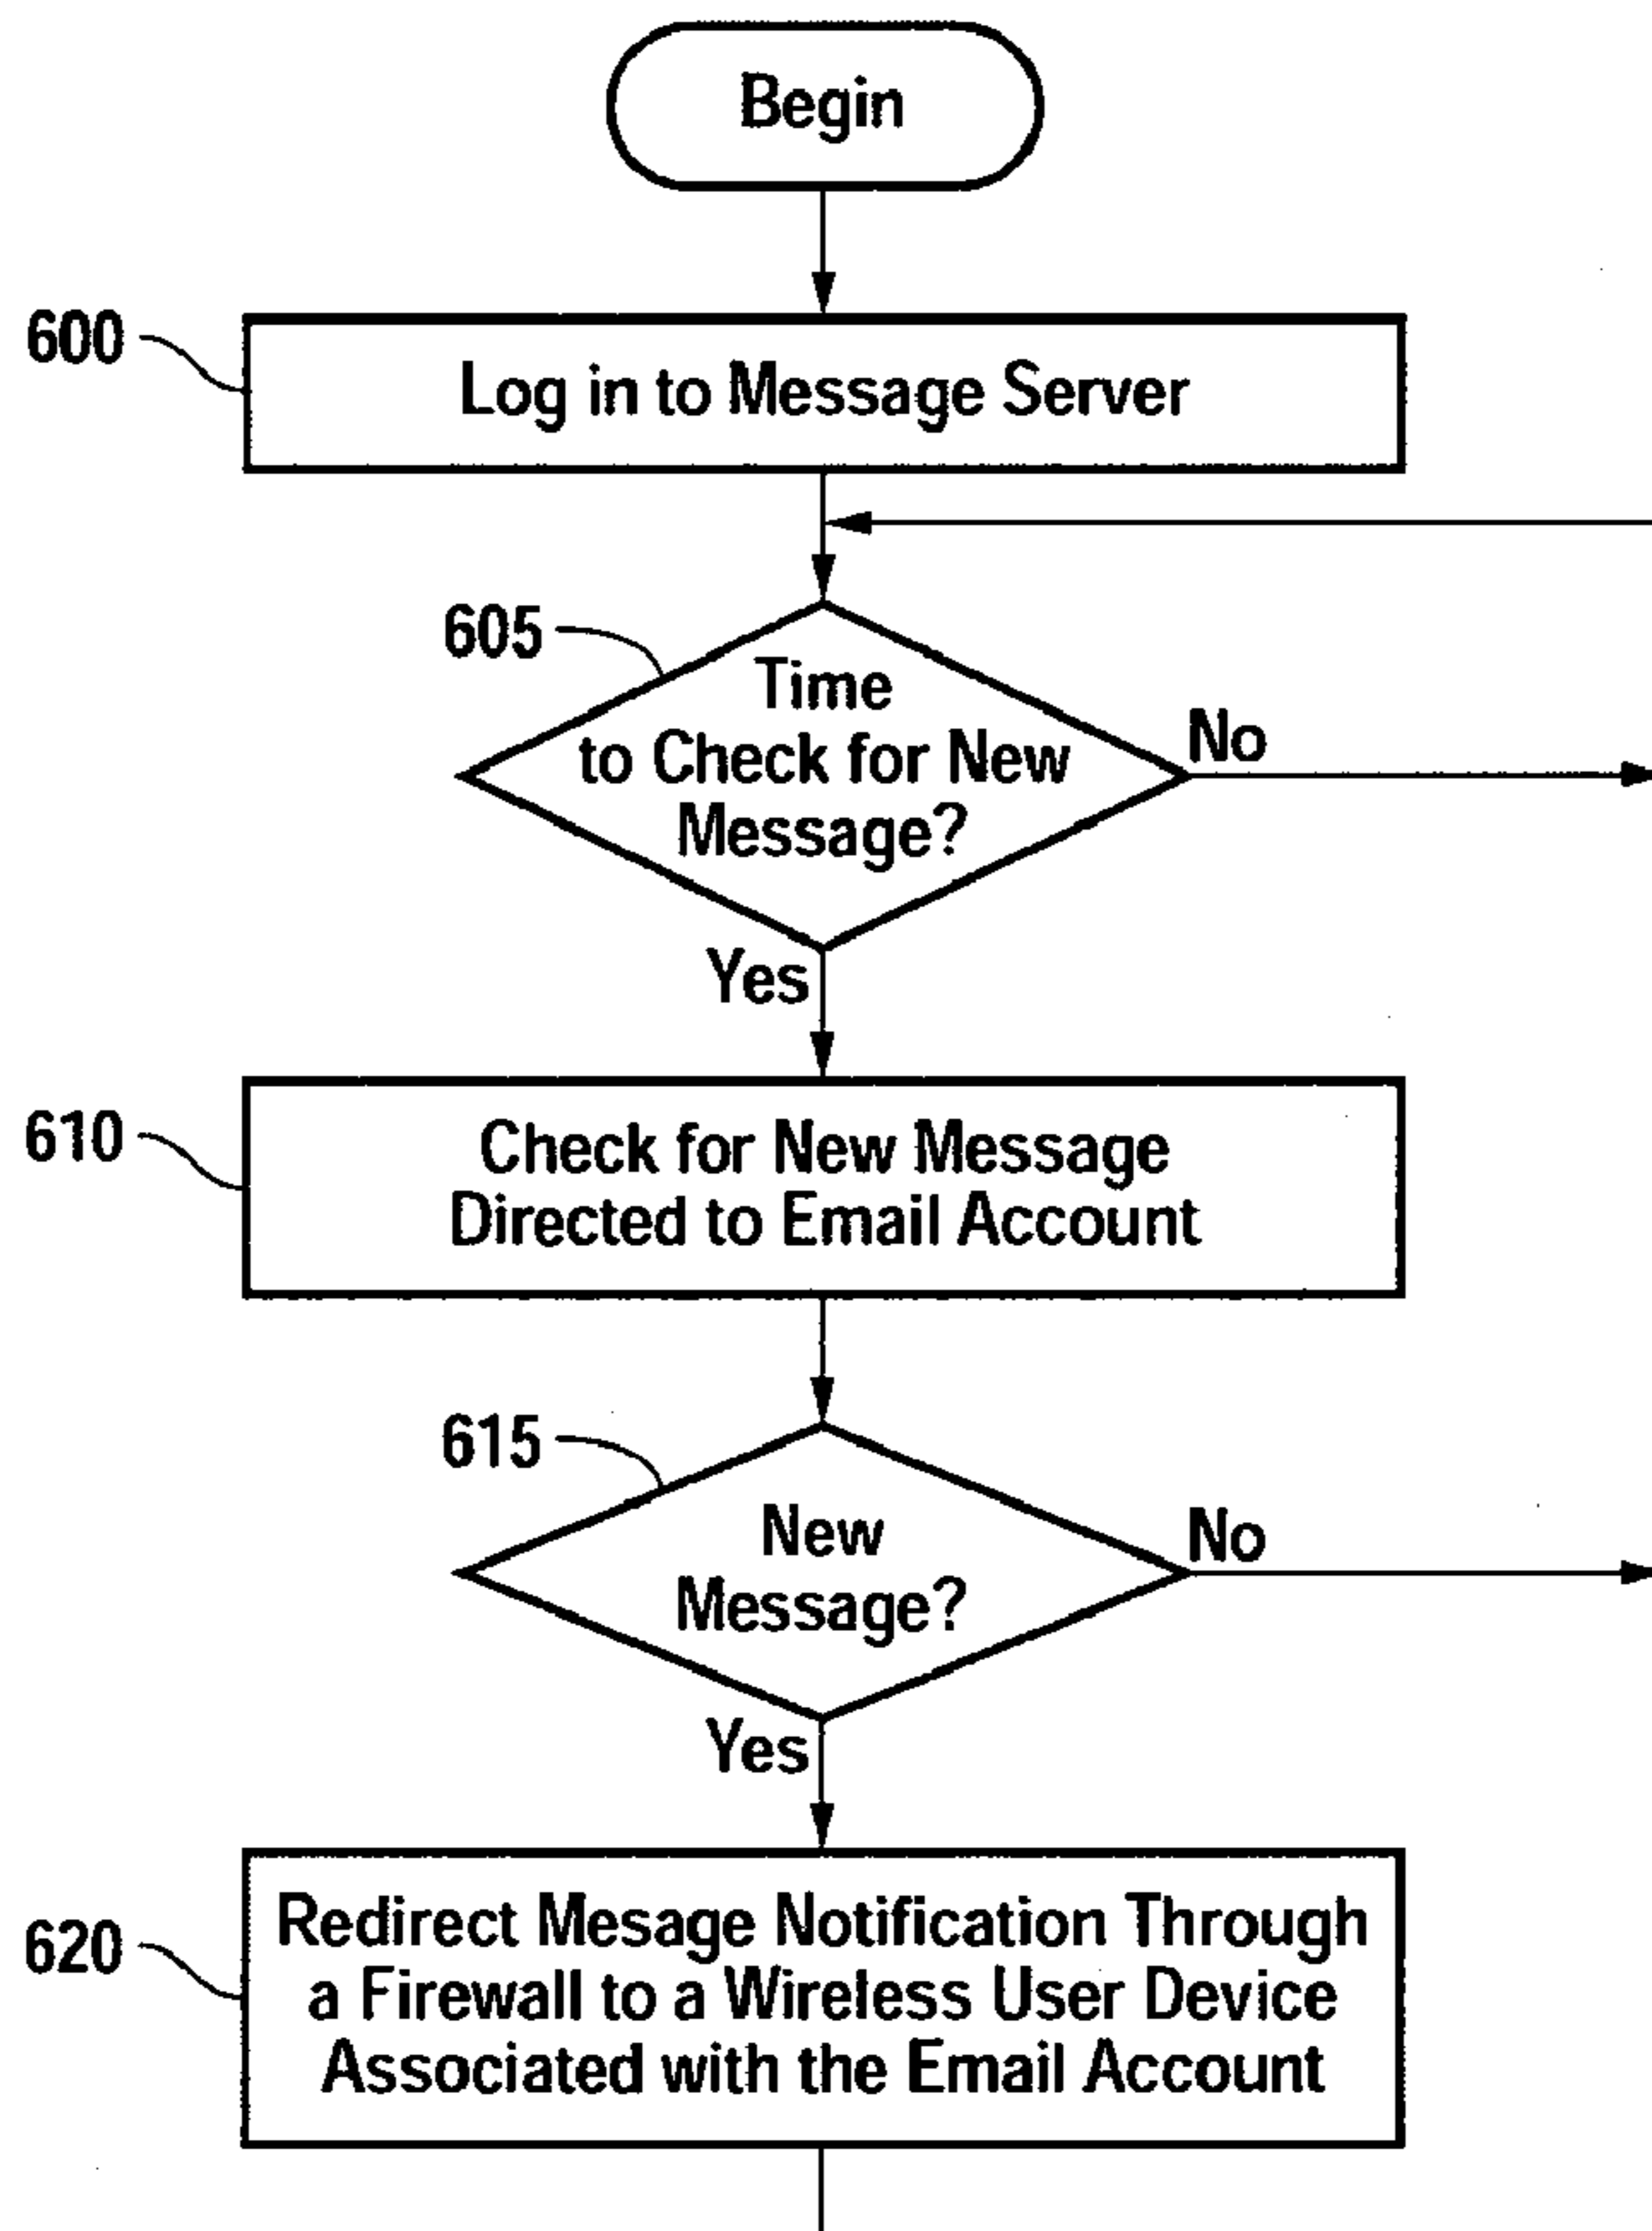 Begin
600
Log in to Message Server
605
Time
to Check for New
Message?
No
Yes
610
Check for New Message
Directed to Email Account
615
New
Message?
No
Yes
620
Redirect Mesage Notification Through
a Firewall to a Wireless User Device
Associated with the Email Account